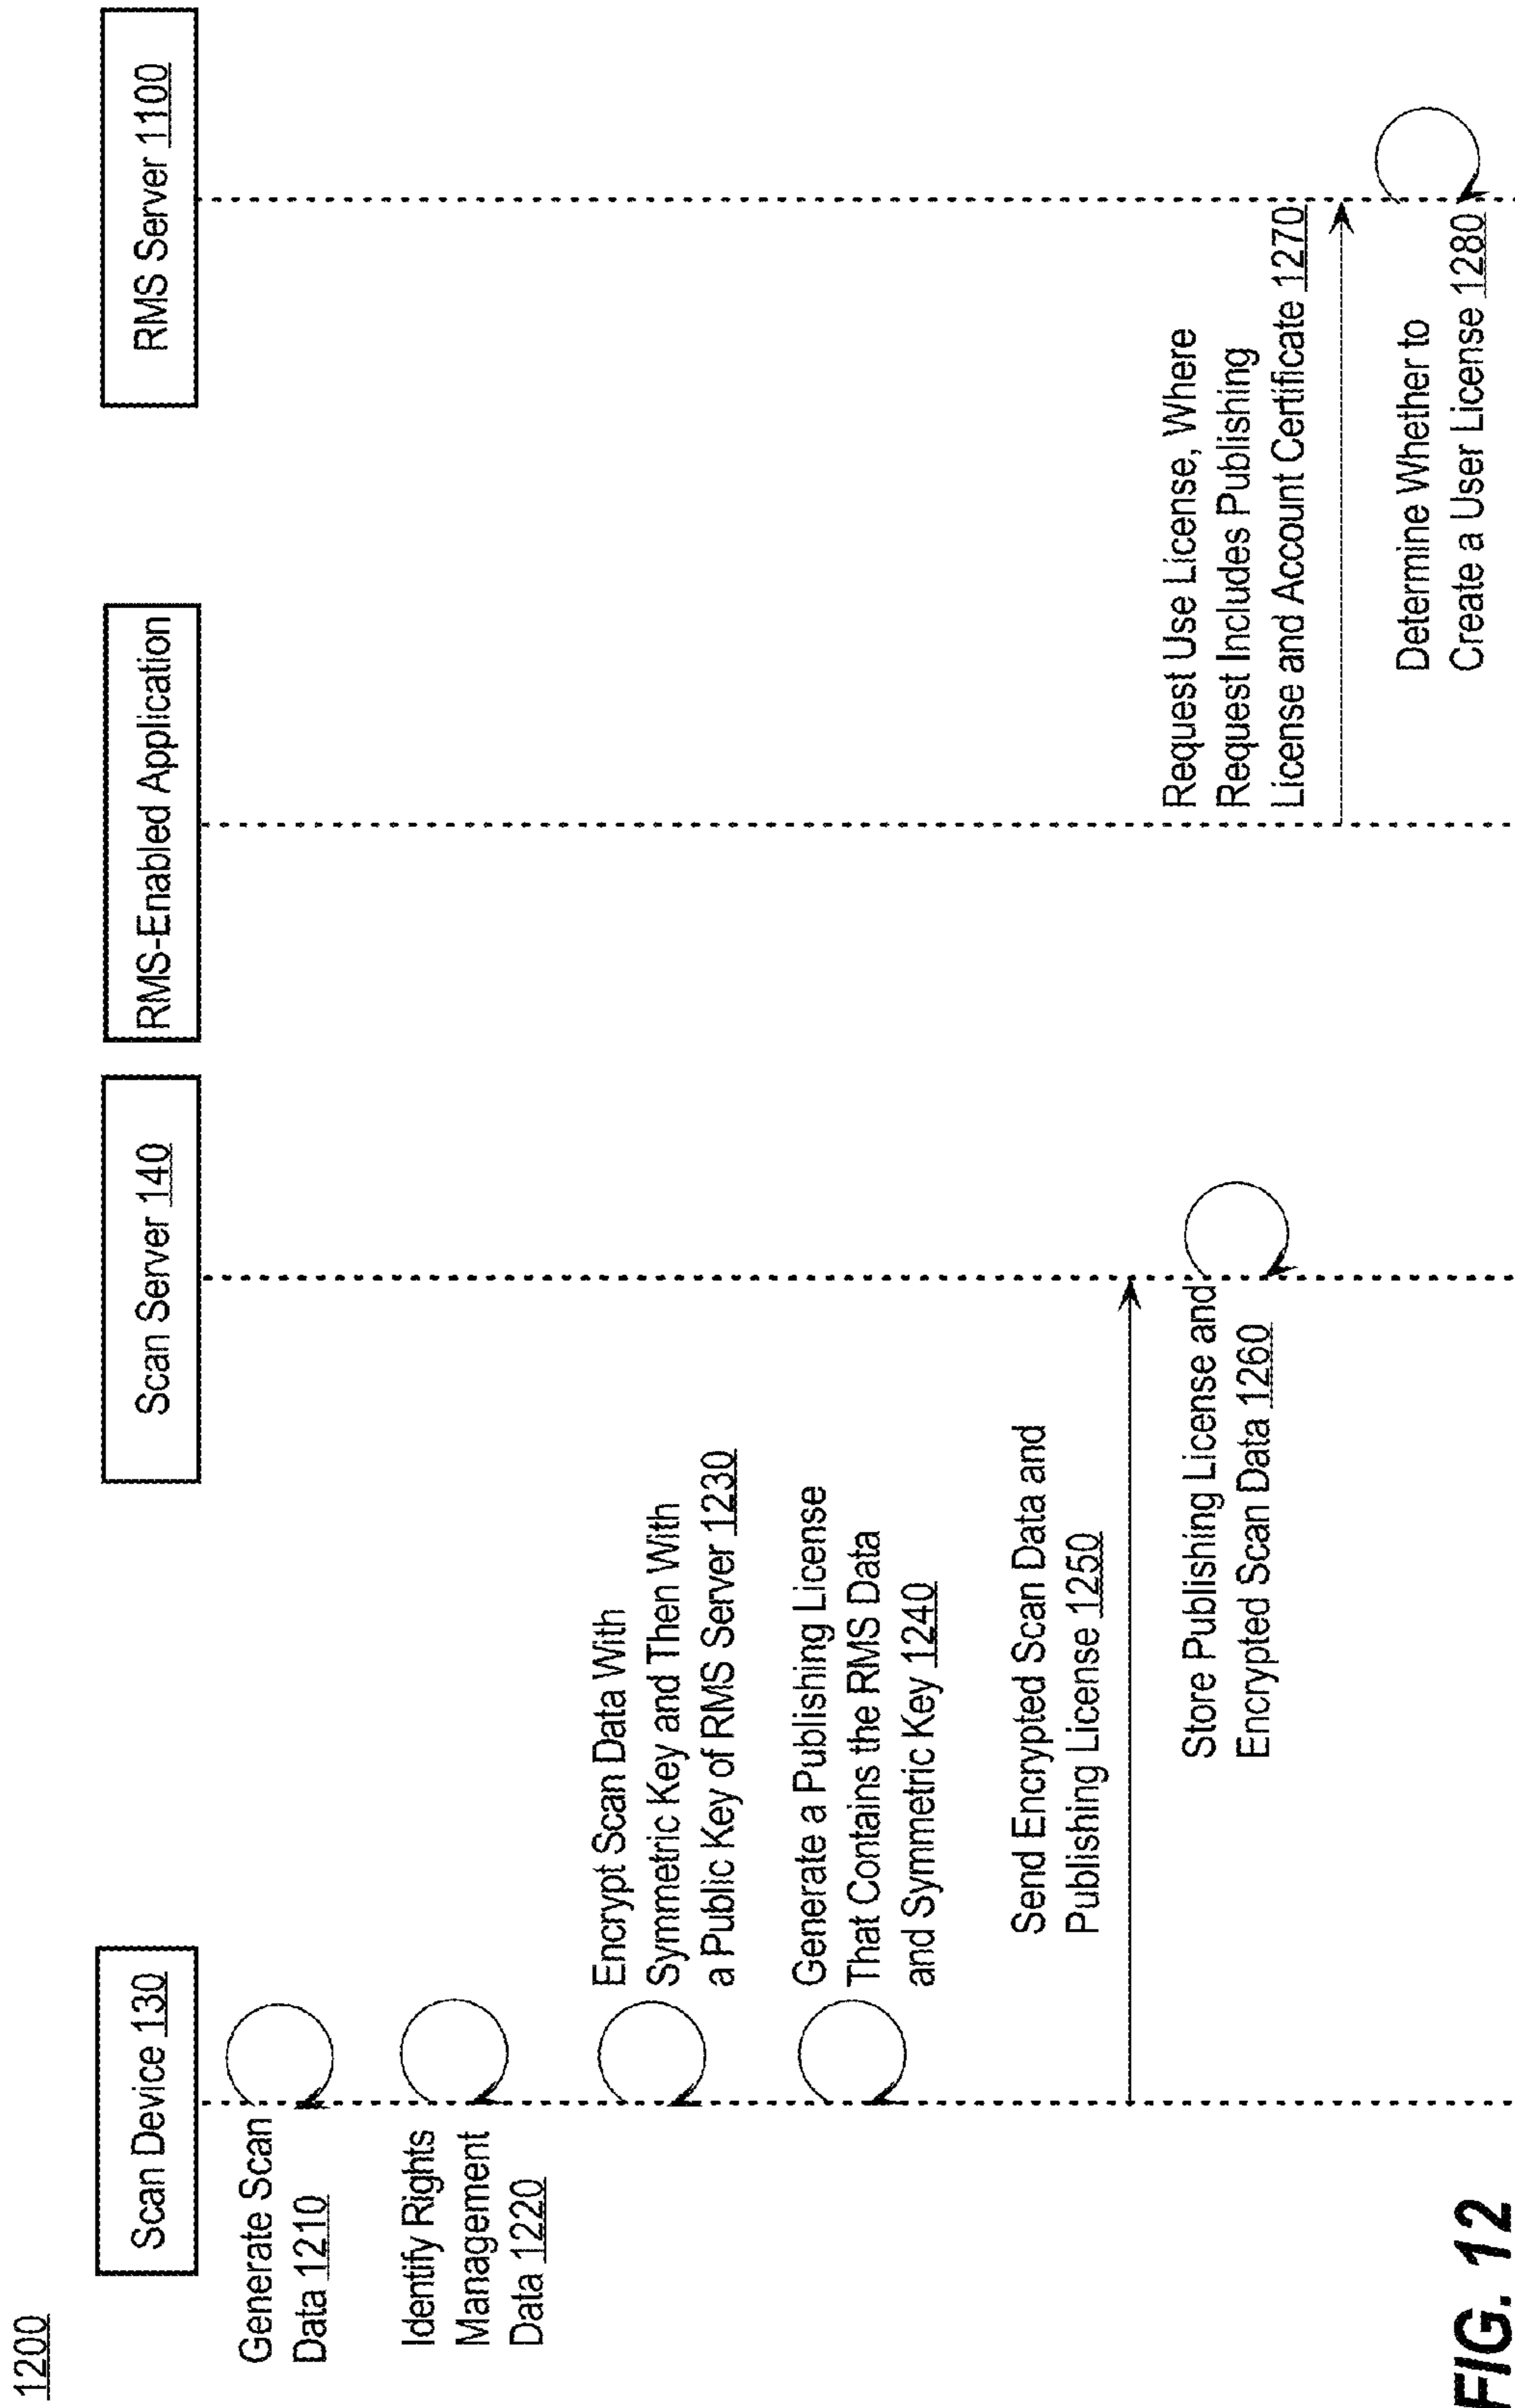 1200
Scan Device 130
Scan Server 140
RMS-Enabled Application
RMS Server 1100
Generate Scan
Data 1210
Identify Rights
Management
Data 1220
Encrypt Scan Data With
Symmetric Key and Then With
a Public Key of RMS Server 1230
Generate a Publishing License
That Contains the RMS Data
and Symmetric Key 1240
Send Encrypted Scan Data and
Publishing License 1250
Store Publishing License and
Encrypted Scan Data 1260
Request Use License, Where
Request Includes Publishing
License and Account Certificate 1270
Determine Whether to
Create a User License 1280
FIG. 12